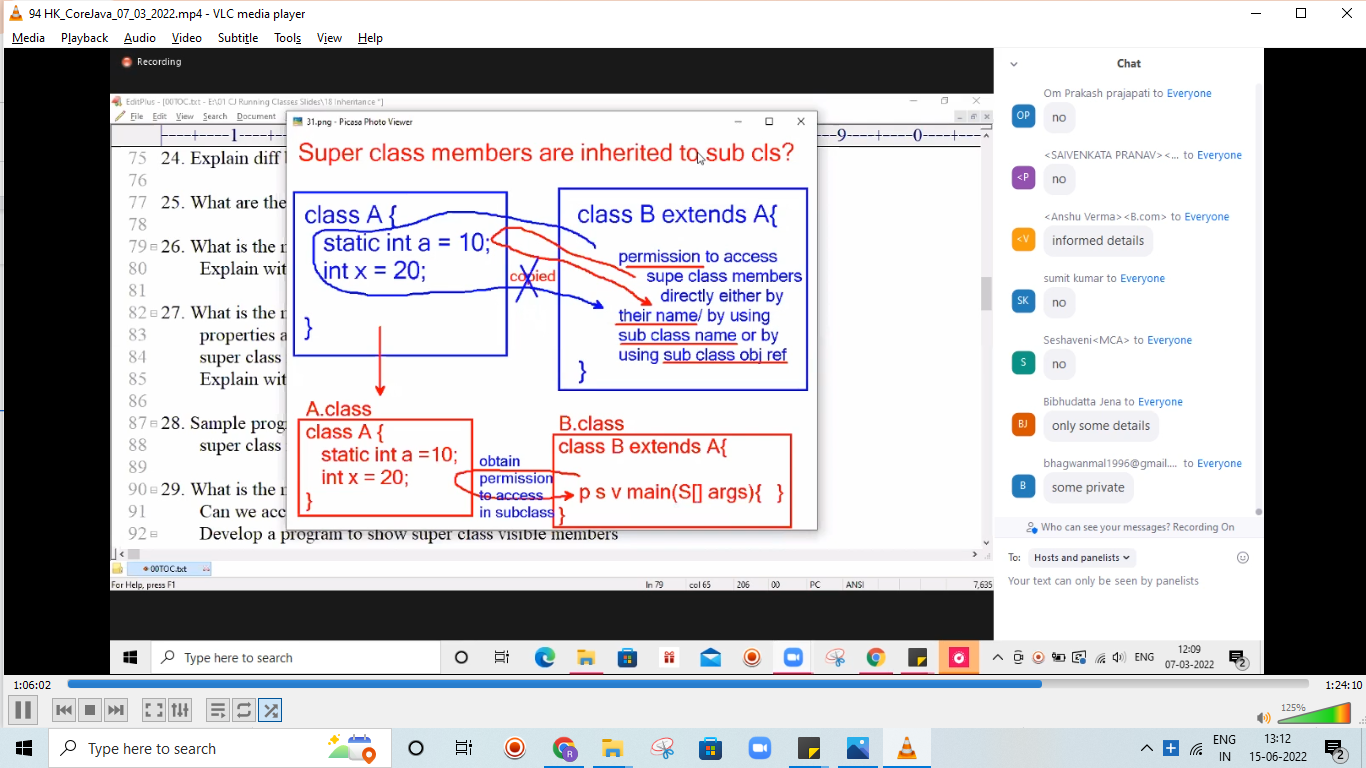 94 HK_CoreJava_07_03_2022.mp4 - VLC media player
Media Playback Audio Video Subtitle Tools View Help
Recording
EditPlus - [00TOC.txt - E:\01 CJ Running Classes Slides\18 Inheritance *]
File Edit View Search Document
----+----1----+-
--9----+----0----+---
31.png - Picasa Photo Viewer
75 24. Explain diff
76
77 25. What are the
78
79 26. What is the
80 Explain wit
81
82 27. What is the
83 properties a
84 super class
85 Explain wit
86
87 28. Sample prog
88 super class
89
90 29. What is the
91 Can we acc
92 Develop a program to show super class visible members
Super class members are inherited to sub cls?
class A {
static int a = 10;
int x = 20;
}
copied
class B extends A{
permission to access
supe class members
directly either by
their name/ by using
sub class name or by
using sub class obj ref
}
A.class
class A {
static int a =10;
int x = 20;
}
obtain
permission
to access
in subclass
B.class
class B extends A{
p s v main(S[] args){ }
}
00TOC.txt
For Help, press F1
ln 79 col 65 206 00 PC ANSI 7,635
Chat
Om Prakash prajapati to Everyone
OP
no
<SAIVENKATA PRANAV><... to Everyone
<P
no
<Anshu Verma><B.com> to Everyone
<V
informed details
sumit kumar to Everyone
SK
no
Seshaveni<MCA> to Everyone
S
no
Bibhudatta Jena to Everyone
BJ
only some details
bhagwanmal1996@gmail.... to Everyone
B
some private
Who can see your messages? Recording On
To: Hosts and panelists
Your text can only be seen by panelists
Type here to search
ENG
12:09
07-03-2022
2
1:06:02
1:24:10
125%
Type here to search
R
ENG
IN
13:12
15-06-2022
2